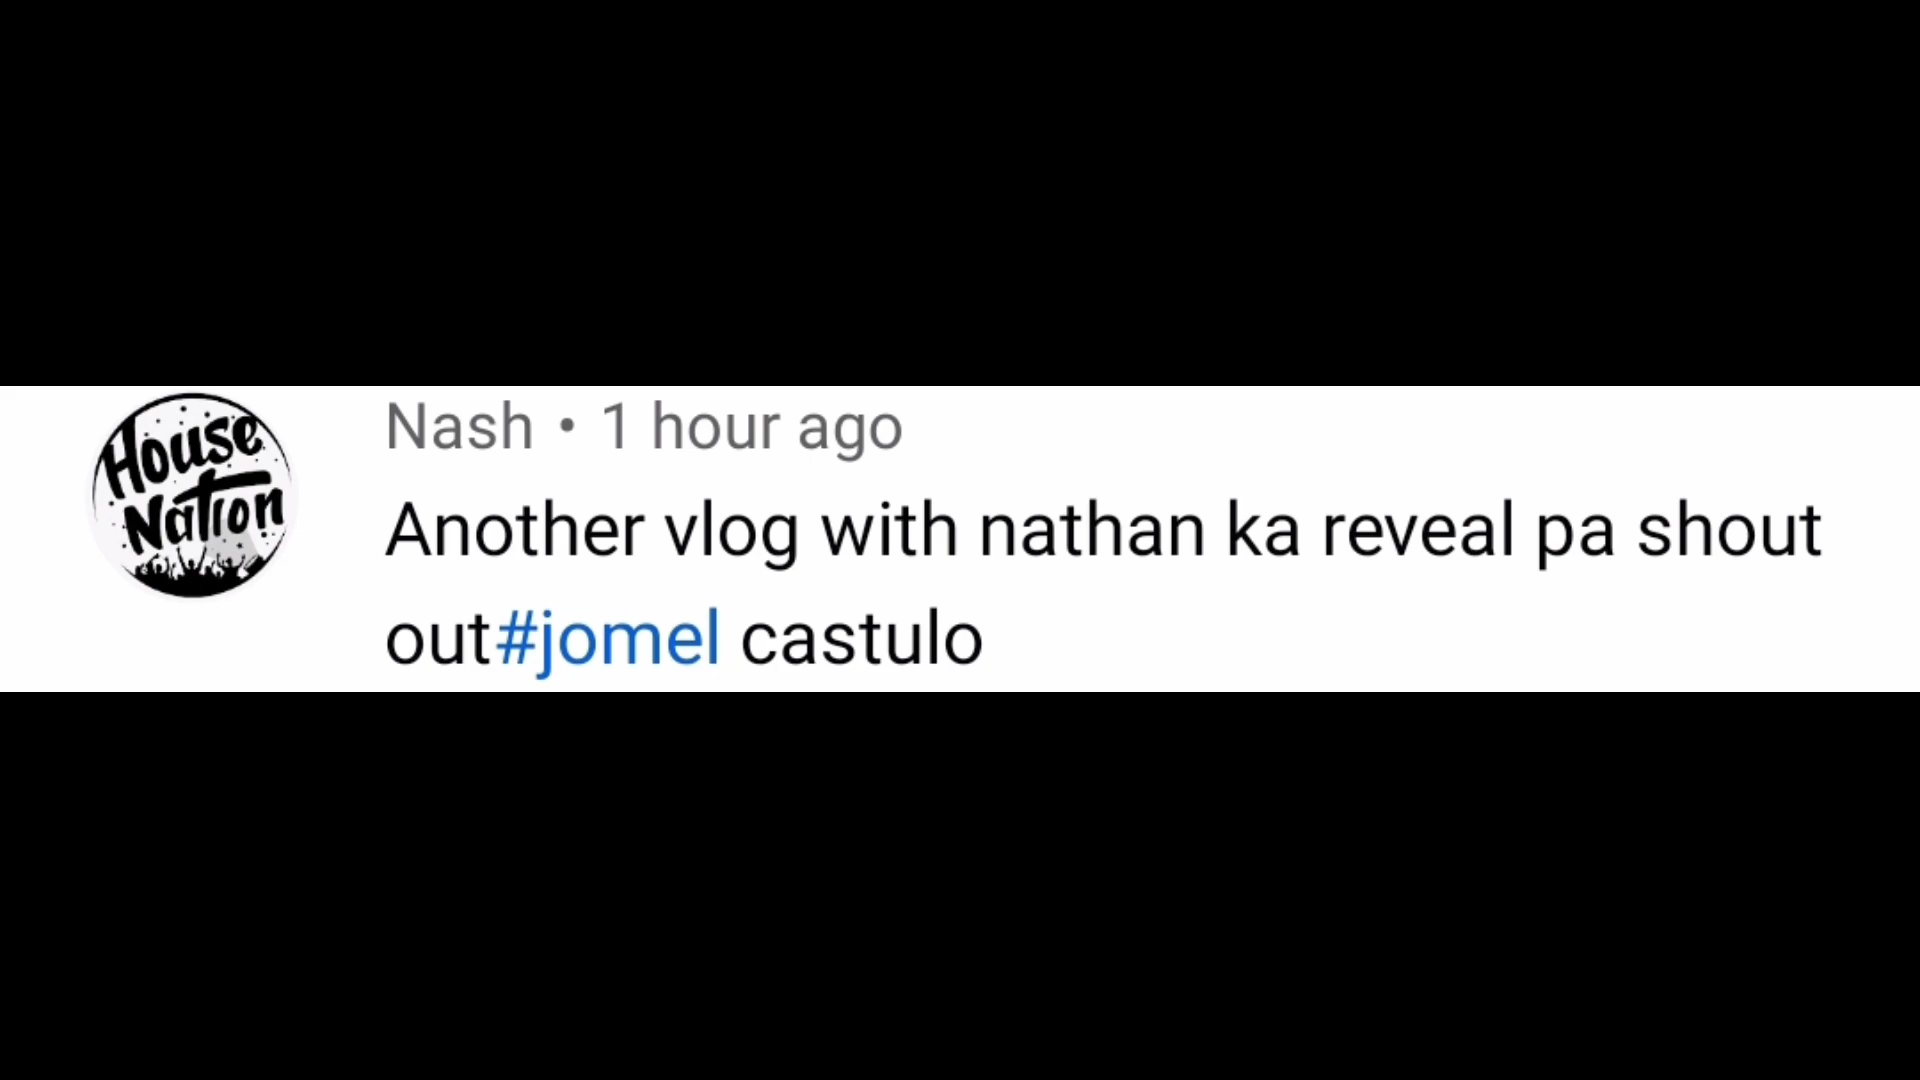 House
Nation
Nash • 1 hour ago
Another vlog with nathan ka reveal pa shout
out#jomel castulo